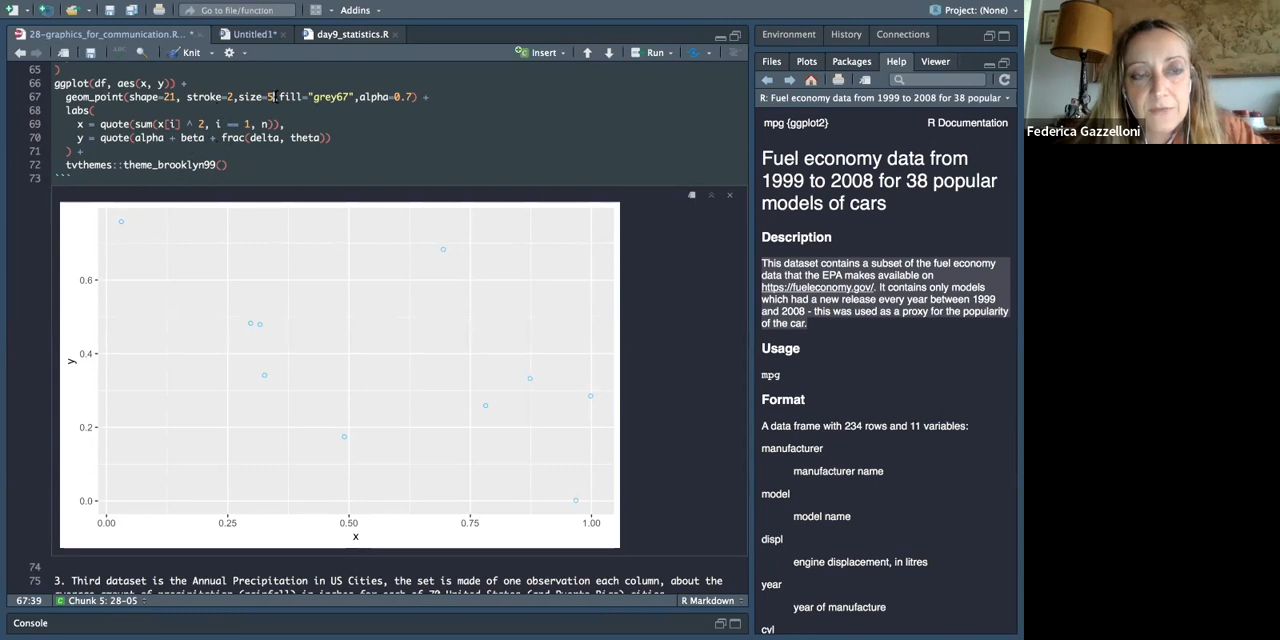 Go to file/function
Addins
Project: (None)
28-graphics_for_communication.R... *
Untitled1*
day9_statistics.R
Knit
Insert
Run
65 )
66 ggplot(df, aes(x, y)) +
67 geom_point(shape=21, stroke=2,size=5,fill="grey67",alpha=0.7) +
68 labs(
69 x = quote(sum(x[i] ^ 2, i == 1, n)),
70 y = quote(alpha + beta + frac(delta, theta))
71 ) +
72 tvthemes::theme_brooklyn99()
73 ```
0.6
0.4
y
0.2
0.0
0.00 0.25 0.50 0.75 1.00
x
74
75 3. Third dataset is the Annual Precipitation in US Cities, the set is made of one observation each column, about the
67:39 Chunk 5: 28-05 R Markdown
Console
Environment History Connections
Files Plots Packages Help Viewer
R: Fuel economy data from 1999 to 2008 for 38 popular
mpg {ggplot2} R Documentation
Fuel economy data from
1999 to 2008 for 38 popular
models of cars
Description
This dataset contains a subset of the fuel economy
data that the EPA makes available on
https://fueleconomy.gov/. It contains only models
which had a new release every year between 1999
and 2008 - this was used as a proxy for the popularity
of the car.
Usage
mpg
Format
A data frame with 234 rows and 11 variables:
manufacturer
manufacturer name
model
model name
displ
engine displacement, in litres
year
year of manufacture
cyl
Federica Gazzelloni